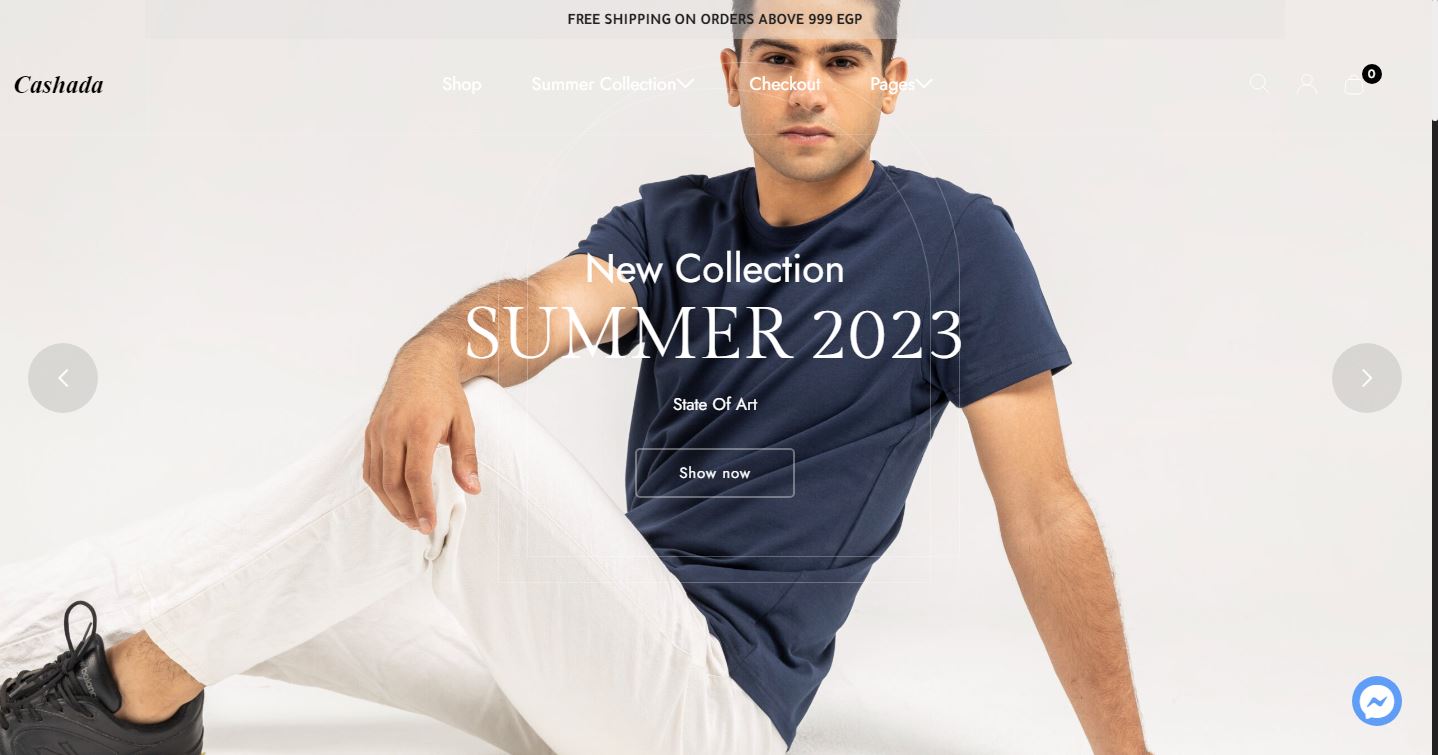 FREE SHIPPING ON ORDERS ABOVE 999 EGP
Cashada
Shop
Summer Collection
Checkout
Pages
0
New Collection
SUMMER 2023
State Of Art
Show now